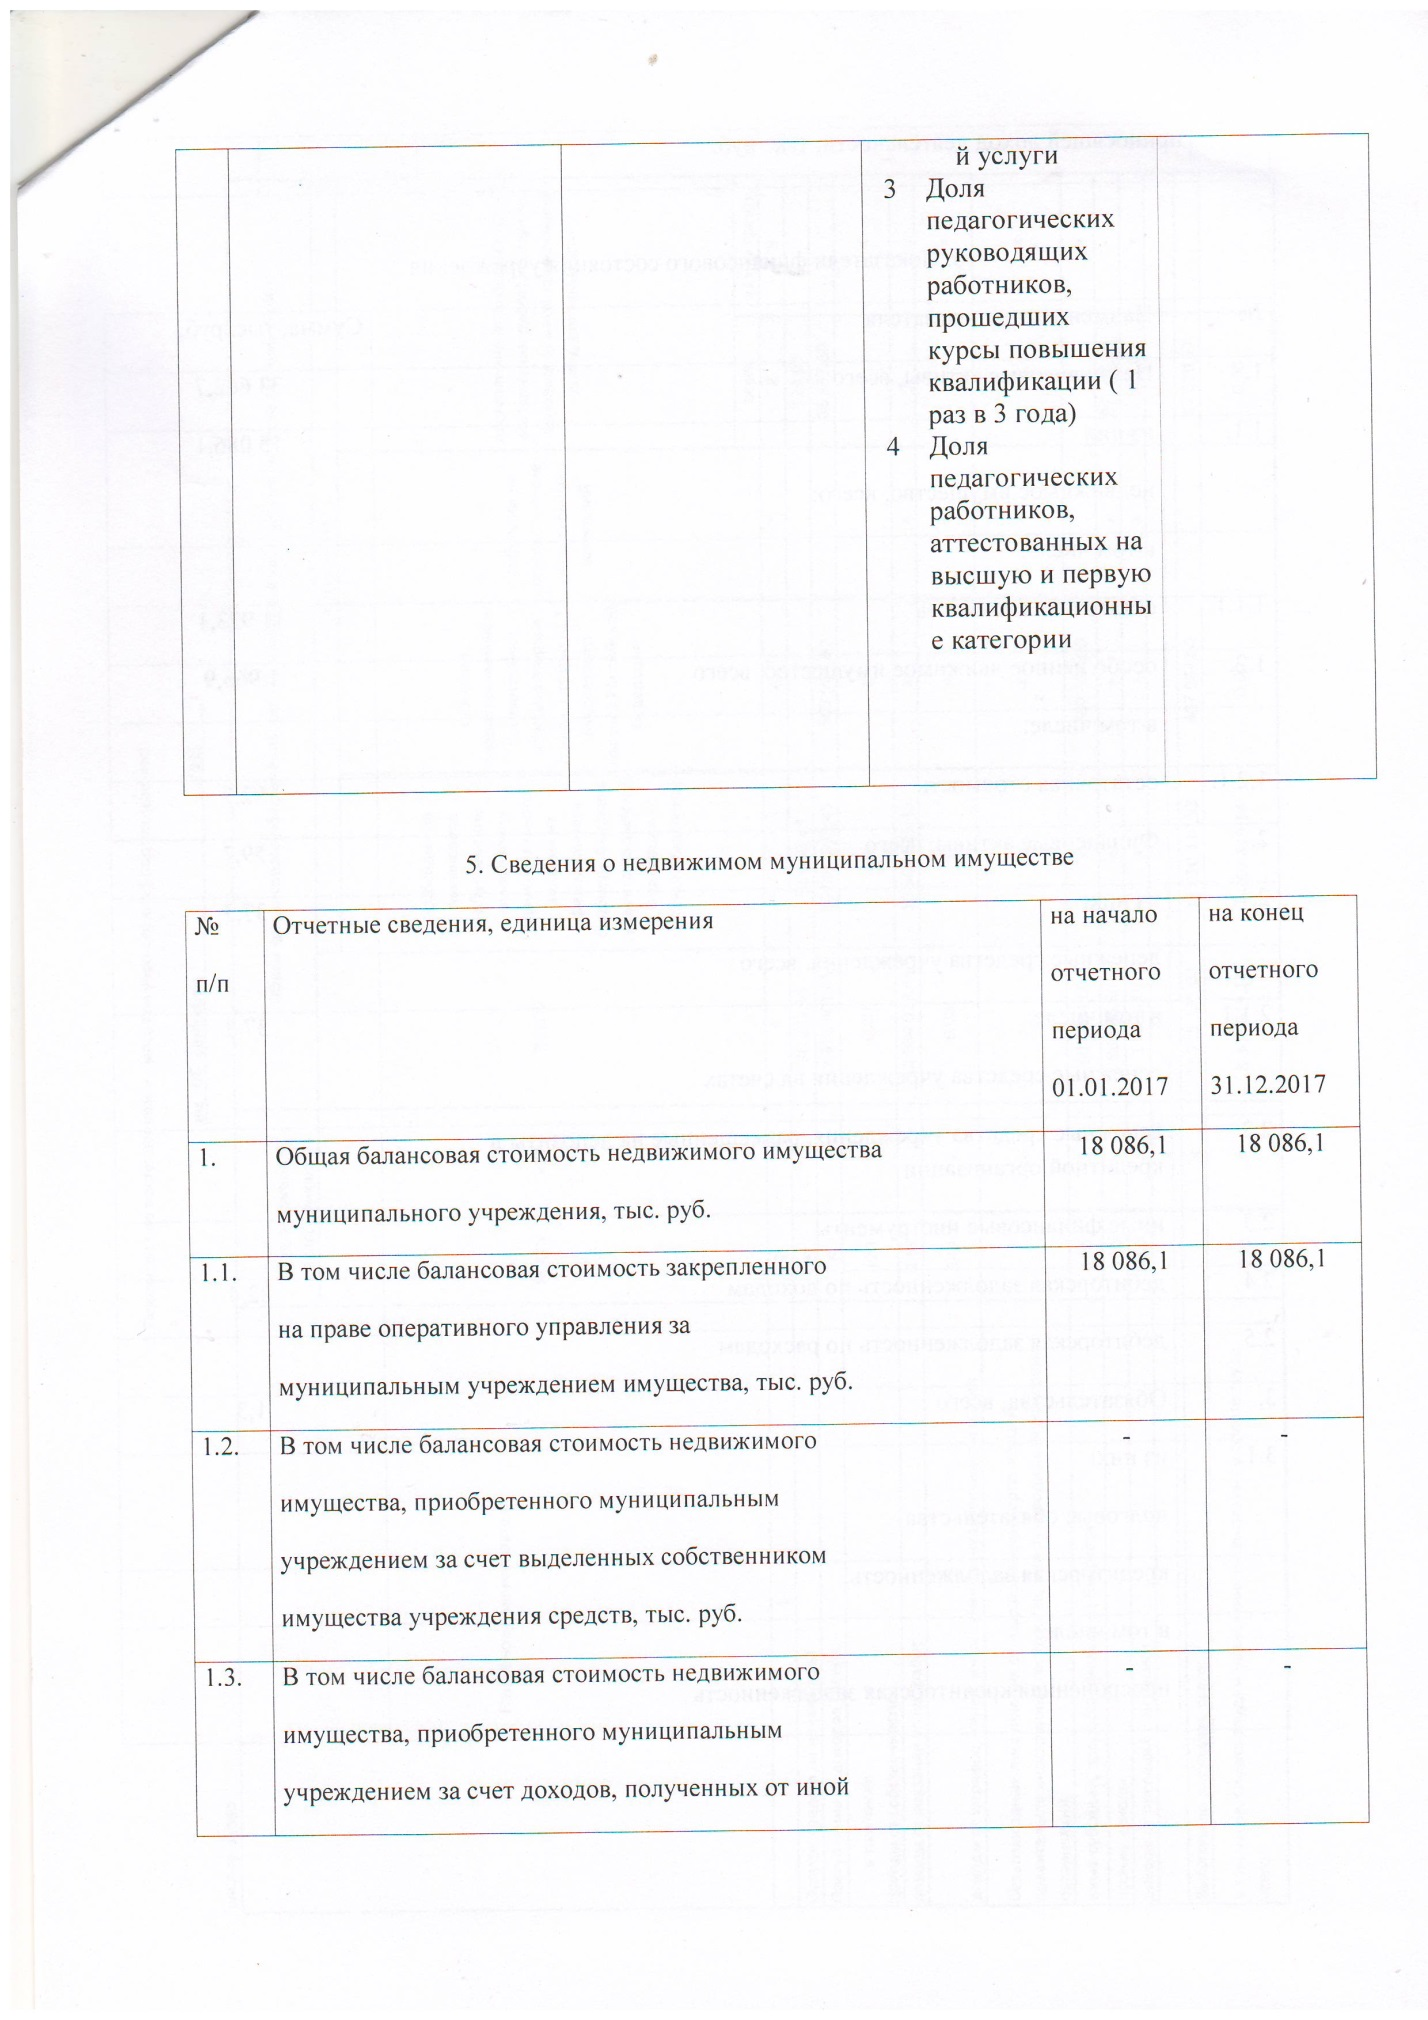 й услуги
3 Доля
педагогических
руководящих
работников,
прошедших
курсы повышения
квалификации ( 1
раз в 3 года)
4 Доля
педагогических
работников,
аттестованных на
высшую и первую
квалификационны
е категории
5. Сведения о недвижимом муниципальном имуществе
№
п/п
Отчетные сведения, единица измерения
на начало
отчетного
периода
01.01.2017
на конец
отчетного
периода
31.12.2017
1.
Общая балансовая стоимость недвижимого имущества
муниципального учреждения, тыс. руб.
18 086,1
18 086,1
1.1.
В том числе балансовая стоимость закрепленного
на праве оперативного управления за
муниципальным учреждением имущества, тыс. руб.
18 086,1
18 086,1
1.2.
В том числе балансовая стоимость недвижимого
имущества, приобретенного муниципальным
учреждением за счет выделенных собственником
имущества учреждения средств, тыс. руб.
-
-
1.3.
В том числе балансовая стоимость недвижимого
имущества, приобретенного муниципальным
учреждением за счет доходов, полученных от иной
-
-